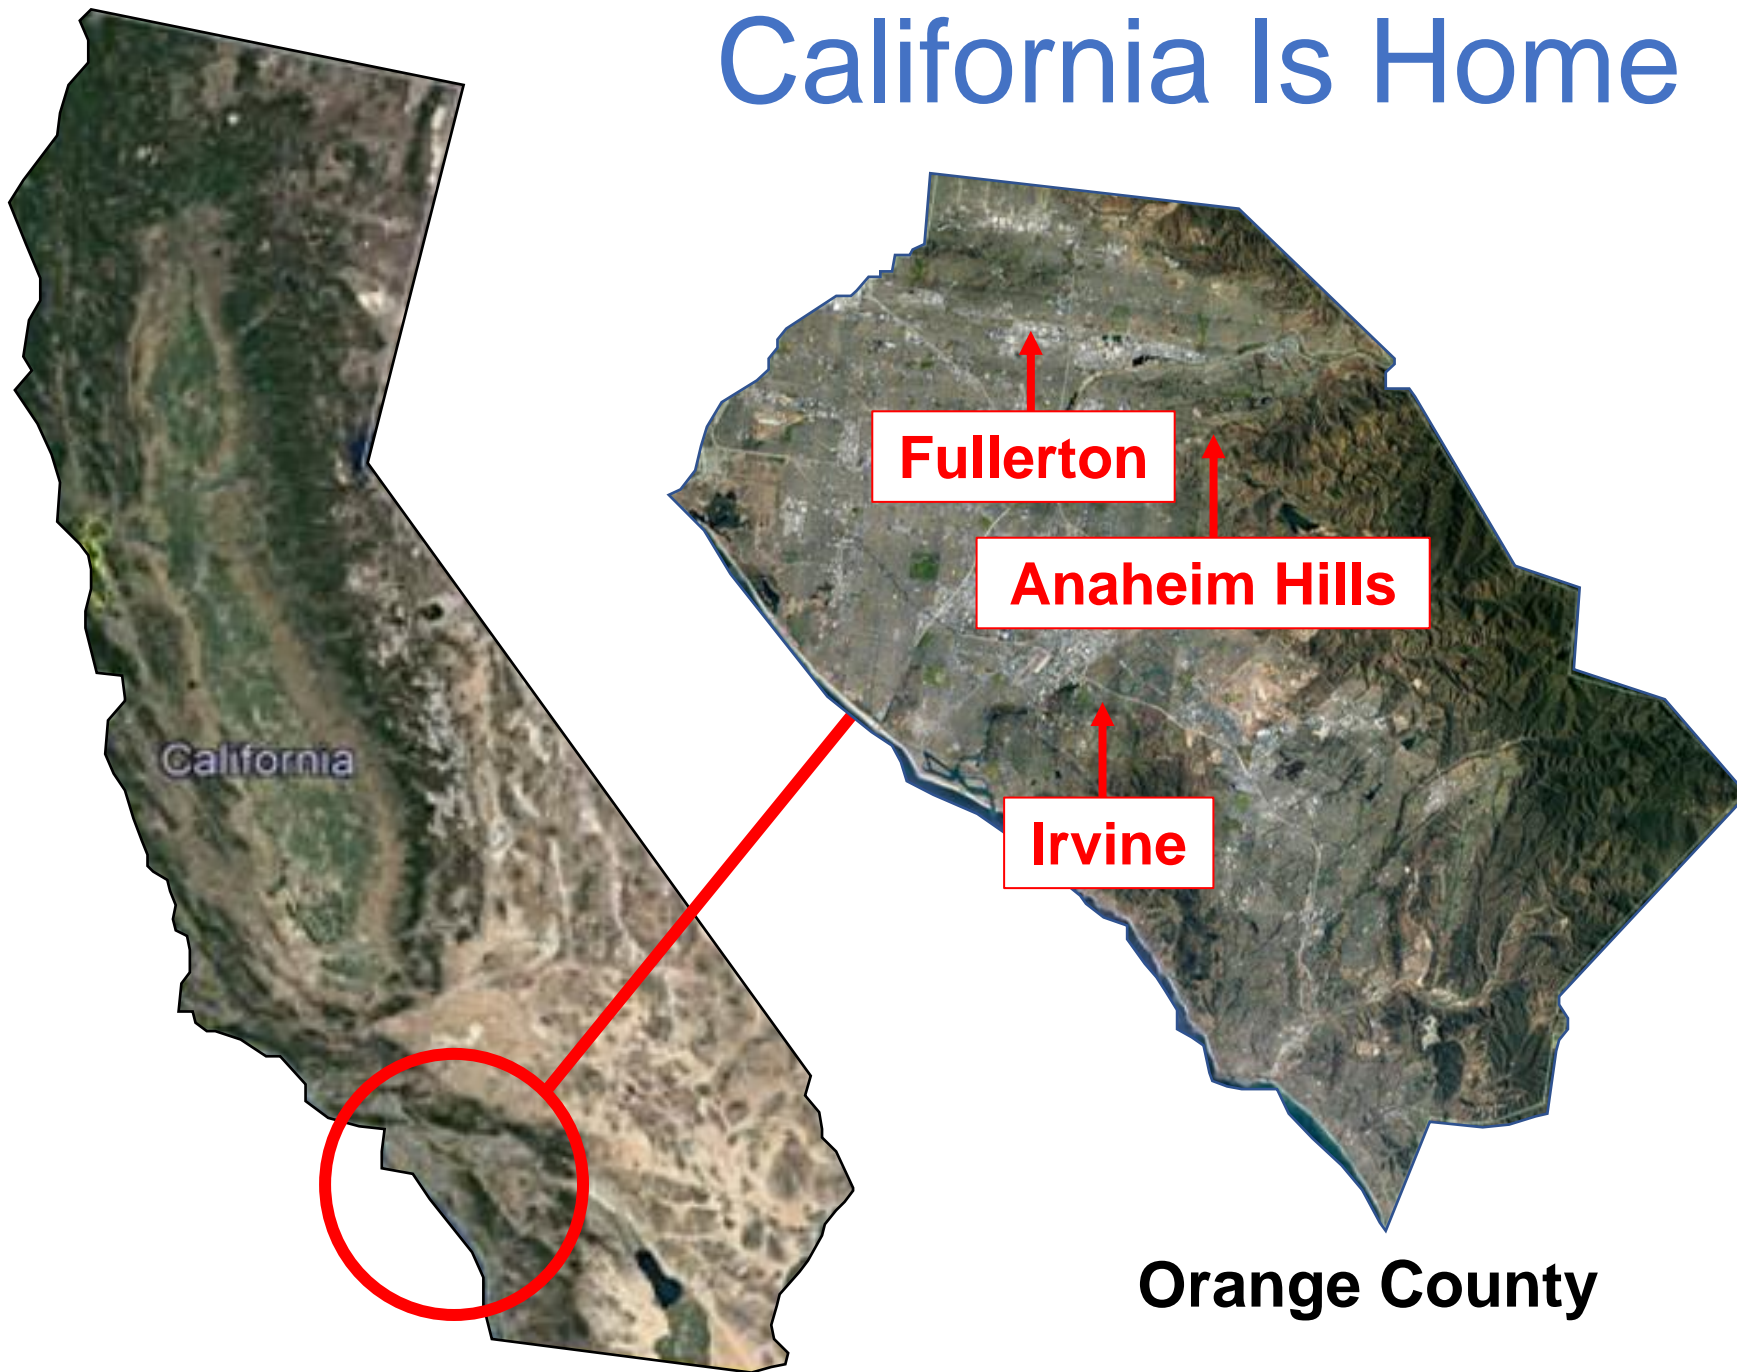 California Is Home
Fullerton
Anaheim Hills
California
Irvine
Orange County